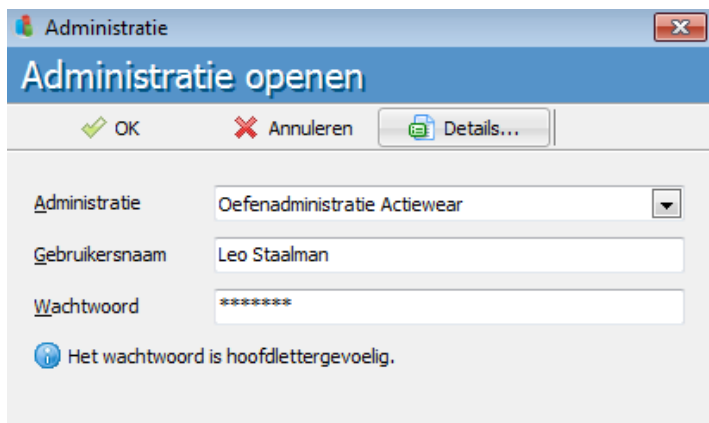 Administratie
Administratie openen
OK Annuleren Details...
Administratie Oefenadministratie Actiewear
Gebruikersnaam Leo Staalman
Wachtwoord *******
Het wachtwoord is hoofdlettergevoelig.